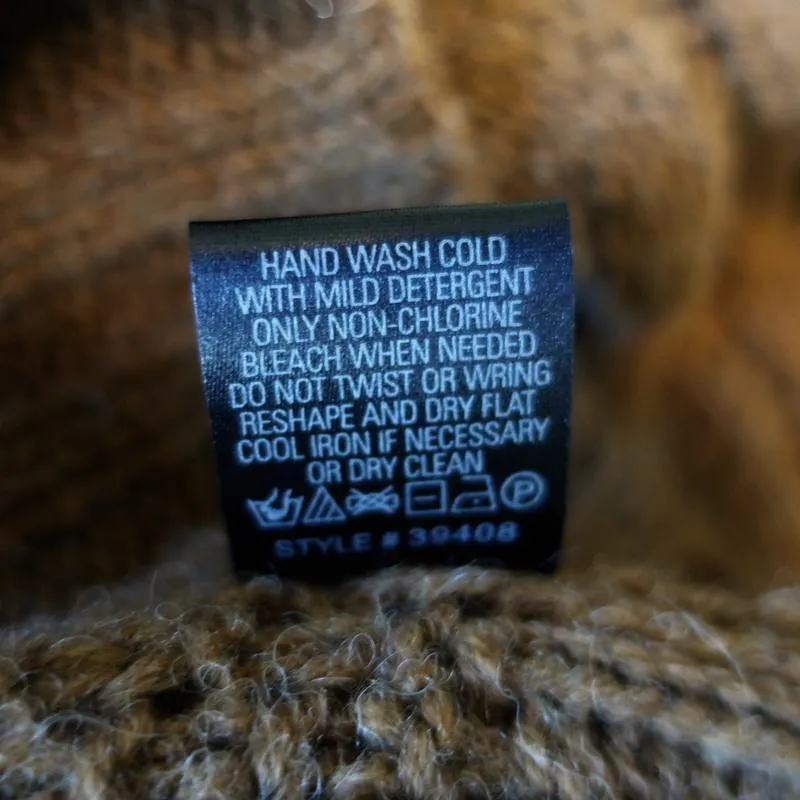 HAND WASH COLD
WITH MILD DETERGENT
ONLY NON-CHLORINE
BLEACH WHEN NEEDED
DO NOT TWIST OR WRING
RESHAPE AND DRY FLAT
COOL IRON IF NECESSARY
OR DRY CLEAN
P
STYLE # 39408